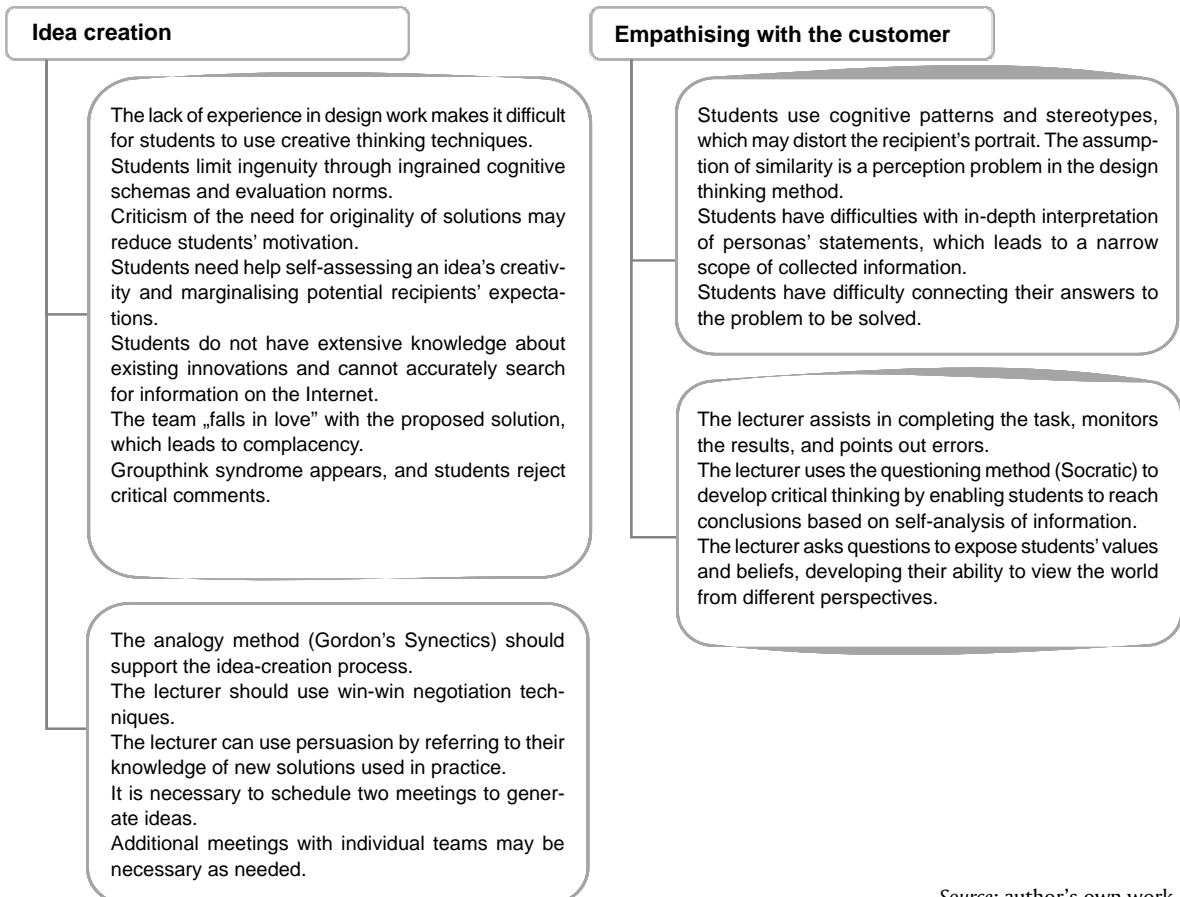 Idea creation
The lack of experience in design work makes it difficult
for students to use creative thinking techniques.
Students limit ingenuity through ingrained cognitive
schemas and evaluation norms.
Criticism of the need for originality of solutions may
reduce students' motivation.
Students need help self-assessing an idea's creativ-
ity and marginalising potential recipients' expecta-
tions.
Students do not have extensive knowledge about
existing innovations and cannot accurately search
for information on the Internet.
The team „falls in love" with the proposed solution,
which leads to complacency.
Groupthink syndrome appears, and students reject
critical comments.
The analogy method (Gordon's Synectics) should
support the idea-creation process.
The lecturer should use win-win negotiation tech-
niques.
The lecturer can use persuasion by referring to their
knowledge of new solutions used in practice.
It is necessary to schedule two meetings to gener-
ate ideas.
Additional meetings with individual teams may be
necessary as needed.
Empathising with the customer
Students use cognitive patterns and stereotypes,
which may distort the recipient's portrait. The assump-
tion of similarity is a perception problem in the design
thinking method.
Students have difficulties with in-depth interpretation
of personas' statements, which leads to a narrow
scope of collected information.
Students have difficulty connecting their answers to
the problem to be solved.
The lecturer assists in completing the task, monitors
the results, and points out errors.
The lecturer uses the questioning method (Socratic) to
develop critical thinking by enabling students to reach
conclusions based on self-analysis of information.
The lecturer asks questions to expose students' values
and beliefs, developing their ability to view the world
from different perspectives.
Source: author's own work